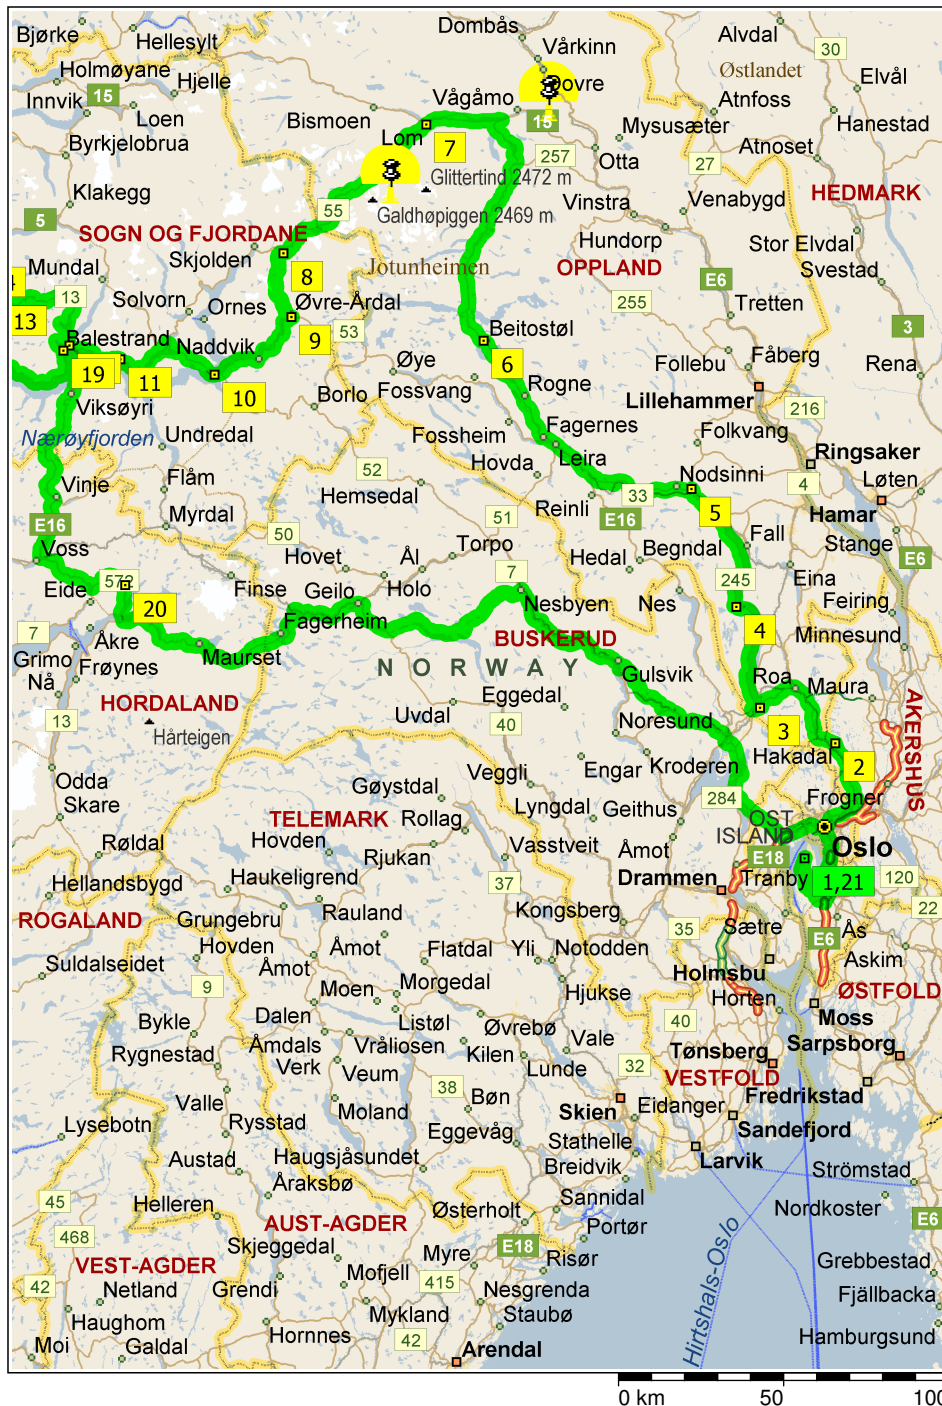 Dombås
Alvdal
Bjørke
Hellesylt
Vårkinn
30
Østlandet
Holmøyane
Hjelle
Dovre
Elvål
Innvik
15
Vågåmo
Atnfoss
Loen
Bismoen
15
Mysusæter
Hanestad
Byrkjelobrua
Lom
7
257
Otta
27
Atnoset
Glittertind 2472 m
Klakegg
55
Galdhøpiggen 2469 m
Vinstra
Venabygd
HEDMARK
5
SOGN OG FJORDANE
Hundorp
Stor Elvdal
Skjolden
Jotunheimen
OPPLAND
Mundal
8
E6
Svestad
13
Solvorn
Ornes
Øvre-Årdal
255
Tretten
13
53
Beitostøl
3
Balestrand
Naddvik
9
Øye
6
Follebu
Fåberg
Rena
19
11
10
Borlo
Fossvang
Rogne
Lillehammer
216
Viksøyri
Fossheim
Fagernes
Folkvang
Nærøyfjorden
Undredal
Ringsaker
Flåm
52
Hovda
Leira
Nodsinni
4
Løten
Vinje
Hemsedal
33
Reinli
5
Hamar
Myrdal
51
E16
Stange
E16
50
Fall
Voss
Hovet
Ål
Torpo
Hedal
Begndal
E6
Eide
572
Finse
Geilo
Holo
7
245
Eina
Feiring
20
Fagerheim
Nesbyen
Nes
4
Minnesund
7
Åkre
Grimo
Frøynes
Maurset
BUSKERUD
Nå
NORWAY
Gulsvik
Roa
Maura
HORDALAND
Eggedal
3
AKERSHUS
13
Hårteigen
Uvdal
40
Noresund
Hakadal
2
Odda
Veggli
Engar
Kroderen
Skare
Gøystdal
Lyngdal
Geithus
284
Frogner
TELEMARK
Rollag
OST
ISLAND
Røldal
Hovden
Rjukan
Vasstveit
Åmot
E18
Oslo
Hellandsbygd
Haukeligrend
37
Drammen
Tranby
1,21
120
ROGALAND
Grungebru
Rauland
Kongsberg
22
Hovden
Åmot
Flatdal
Yli
Notodden
35
Sætre
E6
Ås
Suldalseidet
Åmot
Askim
9
Moen
Morgedal
Hjukse
Holmsbu
Horten
ØSTFOLD
Bykle
Dalen
Listøl
Øvrebø
40
Moss
Rygnestad
Åmdals
Verk
Vråliosen
Kilen
Vale
Tønsberg
Sarpsborg
Veum
Lunde
32
VESTFOLD
Valle
38
Bøn
Fredrikstad
Lysebotn
Rysstad
Moland
Skien
Eidanger
Eggevåg
Sandefjord
Austad
Haugsjåsundet
Stathelle
Breidvik
Larvik
Strömstad
45
Helleren
Åraksbø
Sannidal
Nordkoster
468
AUST-AGDER
Østerholt
Portør
E6
VEST-AGDER
Skjeggedal
Myre
E18
Risør
Hirtshals-Oslo
Grebbestad
42
Netland
Grendi
Mofjell
415
Nesgrenda
Fjällbacka
Haughom
Mykland
Staubø
Moi
Galdal
Hornnes
42
Arendal
Hamburgsund
0 km
50
100